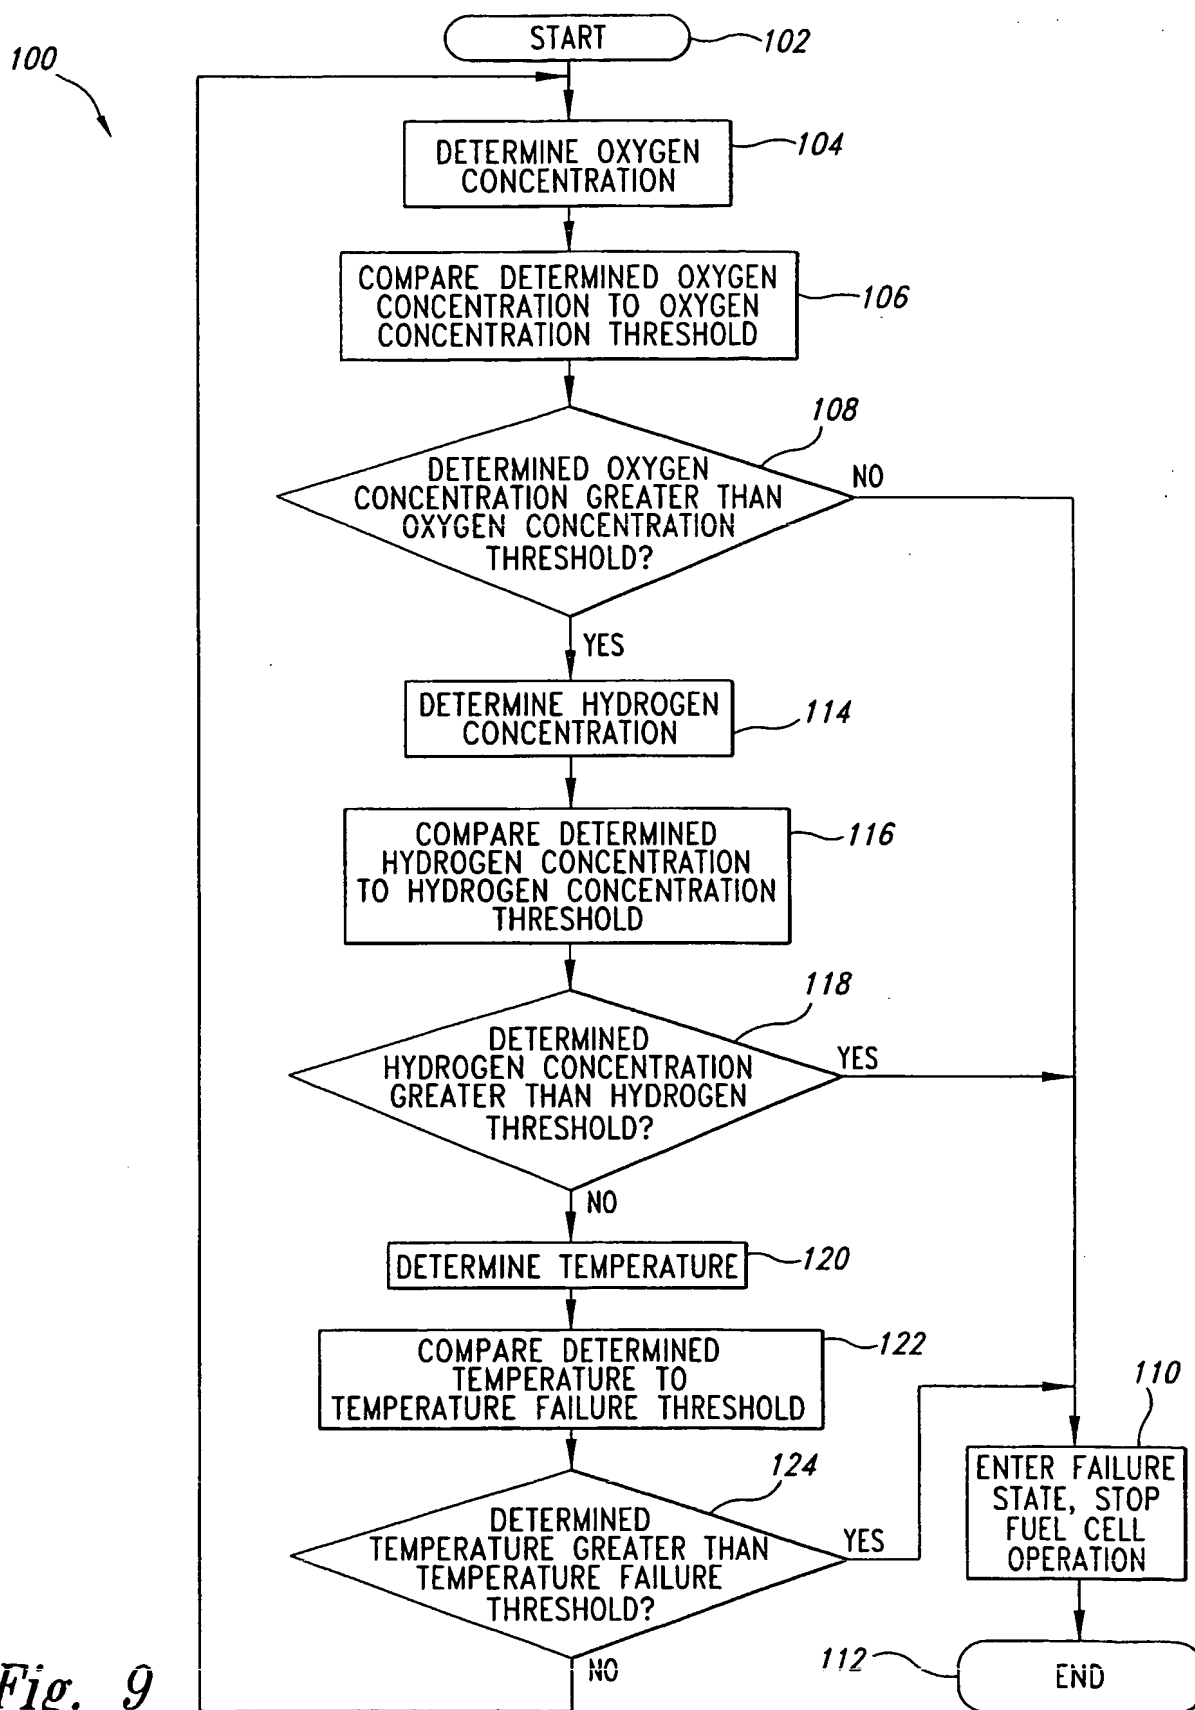 START
102
100
DETERMINE OXYGEN
CONCENTRATION
104
COMPARE DETERMINED OXYGEN
CONCENTRATION TO OXYGEN
CONCENTRATION THRESHOLD
106
108
DETERMINED OXYGEN
CONCENTRATION GREATER THAN
OXYGEN CONCENTRATION
THRESHOLD?
NO
YES
DETERMINE HYDROGEN
CONCENTRATION
114
COMPARE DETERMINED
HYDROGEN CONCENTRATION
TO HYDROGEN CONCENTRATION
THRESHOLD
116
118
DETERMINED
HYDROGEN CONCENTRATION
GREATER THAN HYDROGEN
THRESHOLD?
YES
NO
DETERMINE TEMPERATURE
120
COMPARE DETERMINED
TEMPERATURE TO
TEMPERATURE FAILURE THRESHOLD
122
124
DETERMINED
TEMPERATURE GREATER THAN
TEMPERATURE FAILURE
THRESHOLD?
YES
NO
110
ENTER FAILURE
STATE, STOP
FUEL CELL
OPERATION
112
END
Fig. 9